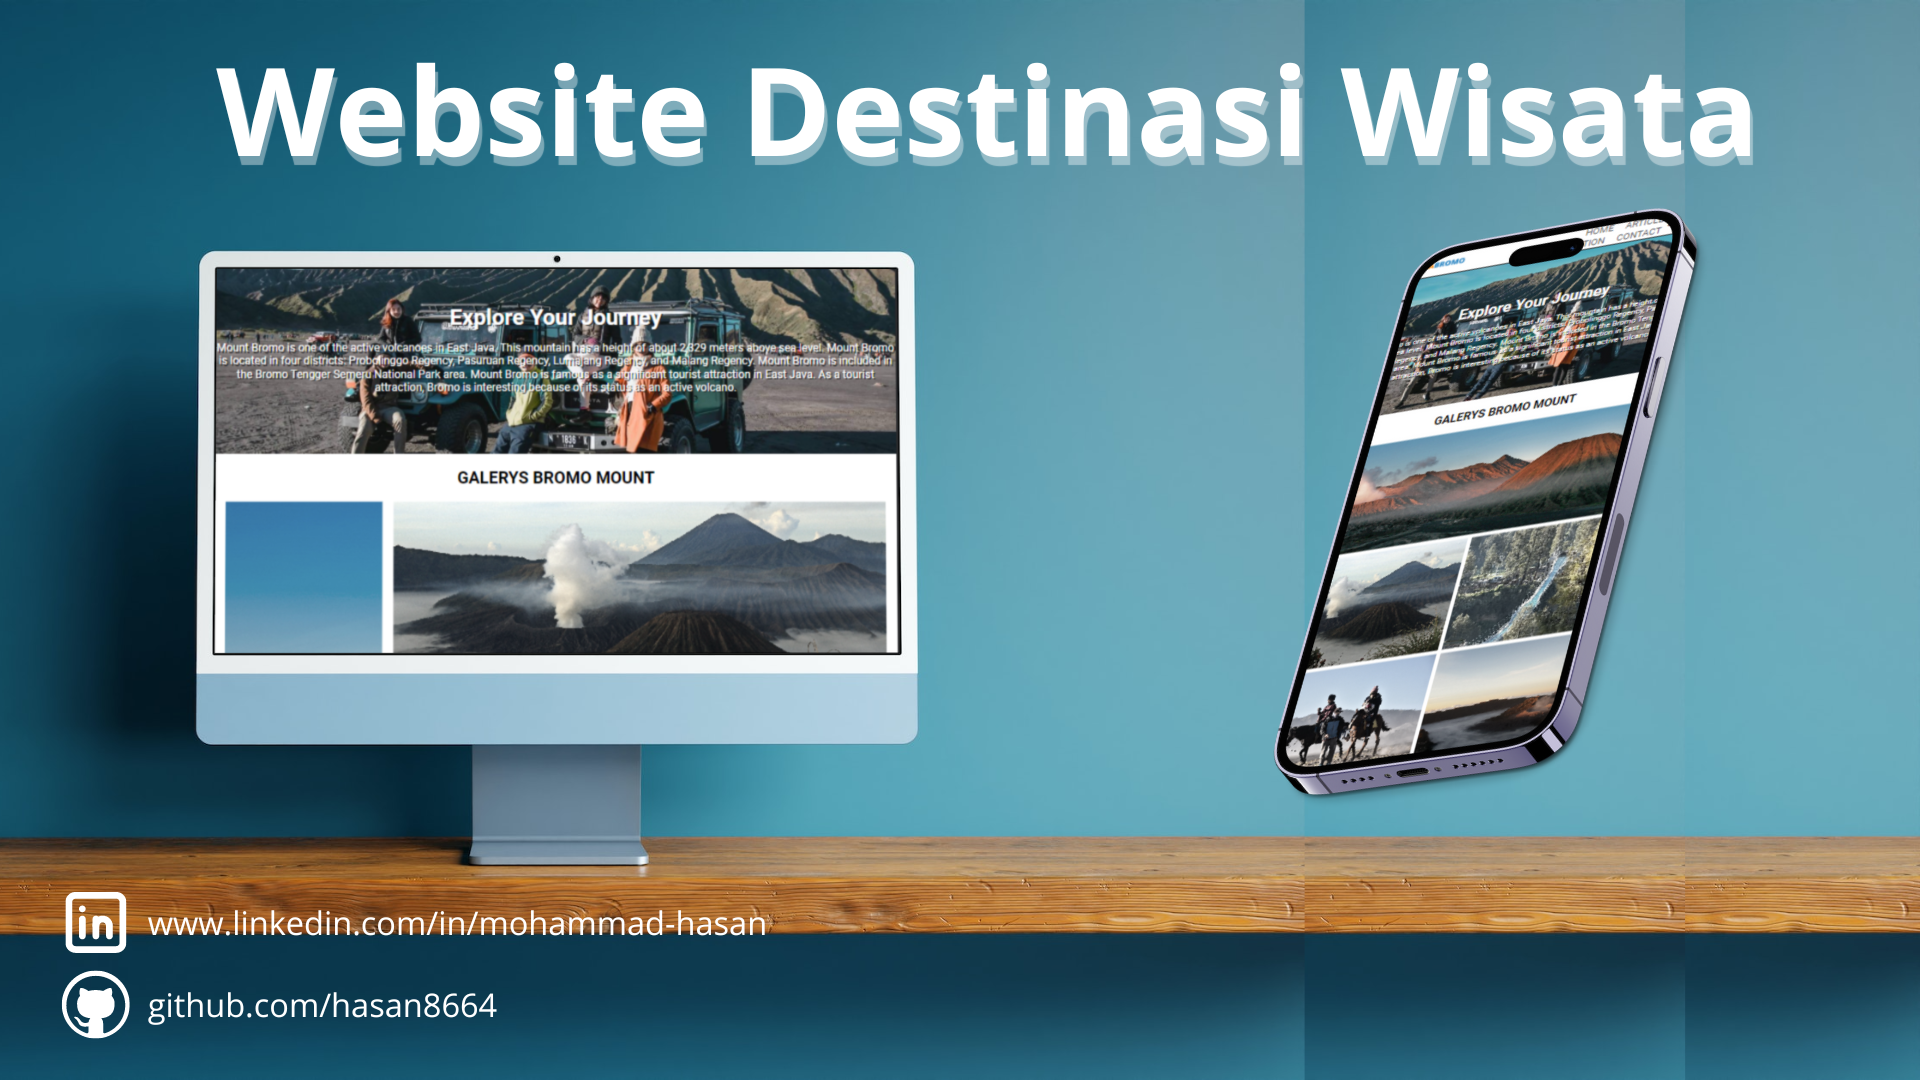 Website Destinasi Wisata
Explore Your Journey
Mount Bromo is one of the active volcanoes in East Java. This mountain has a height of about 2,329 meters above sea level. Mount Bromo
is located in four districts: Probolinggo Regency, Pasuruan Regency, Lumajang Regency, and Malang Regency. Mount Bromo is included in
the Bromo Tengger Semeru National Park area. Mount Bromo is famous as a significant tourist attraction in East Java. As a tourist
attraction, Bromo is interesting because of its status as an active volcano.
GALERYS BROMO MOUNT
HOME ARTICLE
BROMO
TION CONTACT
Explore Your Journey
GALERYS BROMO MOUNT
in
www.linkedin.com/in/mohammad-hasan
github.com/hasan8664